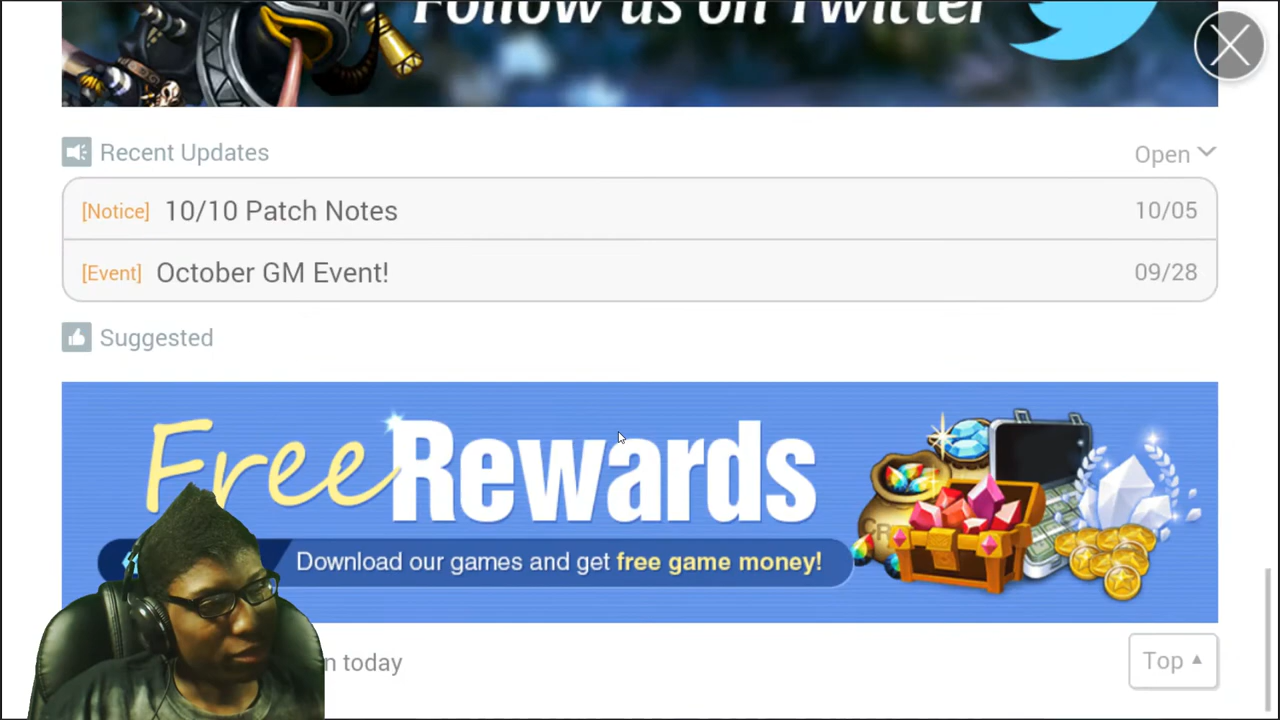 Follow us on Twitter
Recent Updates
Open
[Notice] 10/10 Patch Notes 10/05
[Event] October GM Event! 09/28
Suggested
Free Rewards
Download our games and get free game money!
today
Top